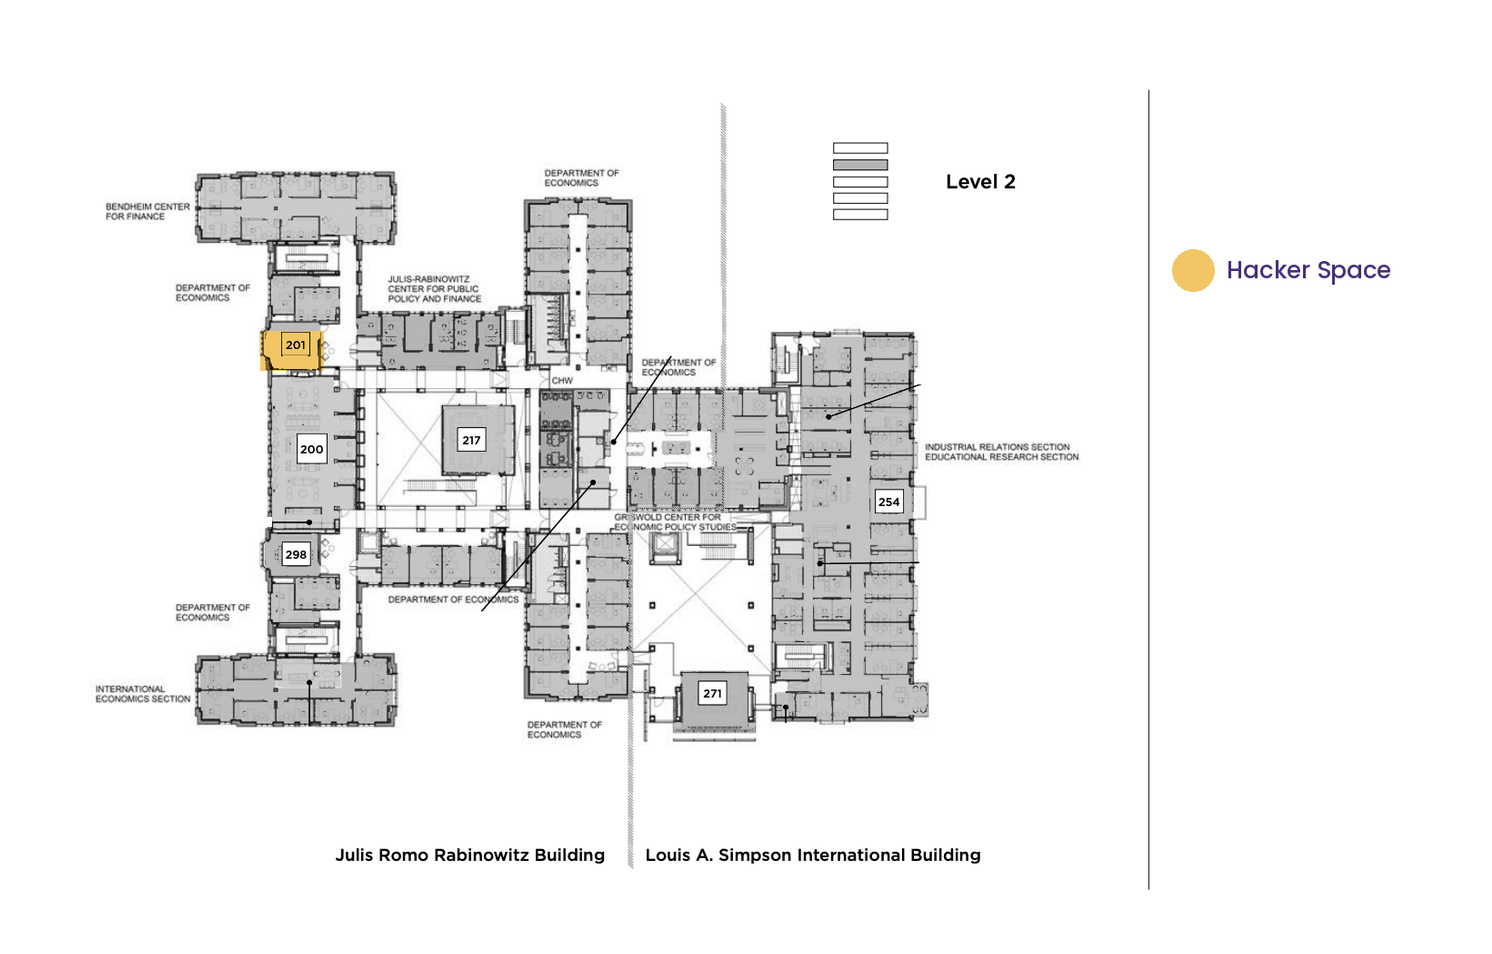 DEPARTMENT OF
ECONOMICS
Level 2
BENDHEIM CENTER
FOR FINANCE
Hacker Space
DEPARTMENT OF
ECONOMICS
JULIS-RABINOWITZ
CENTER FOR PUBLIC
POLICY AND FINANCE
201
DEPARTMENT OF
ECONOMICS
CHW
217
200
INDUSTRIAL RELATIONS SECTION
EDUCATIONAL RESEARCH SECTION
254
GRISWOLD CENTER FOR
ECONOMIC POLICY STUDIES
298
DEPARTMENT OF ECONOMICS
DEPARTMENT OF
ECONOMICS
INTERNATIONAL
ECONOMICS SECTION
271
DEPARTMENT OF
ECONOMICS
Julis Romo Rabinowitz Building
Louis A. Simpson International Building